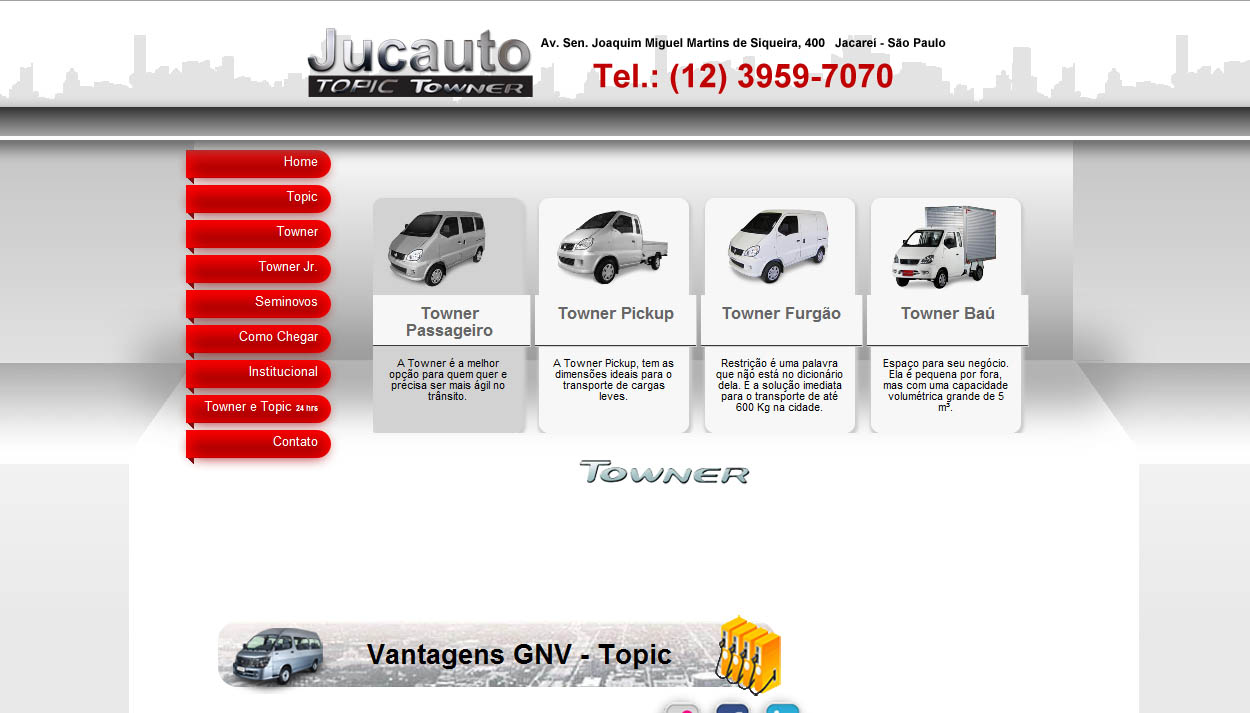 Jucauto
TOPIC TOWNER
Av. Sen. Joaquim Miguel Martins de Siqueira, 400 Jacareí - São Paulo
Tel.: (12) 3959-7070
Home
Topic
Towner
Towner Jr.
Seminovos
Como Chegar
Institucional
Towner e Topic 24 hrs
Contato
Towner
Passageiro
A Towner é a melhor
opção para quem quer e
precisa ser mais ágil no
trânsito.
Towner Pickup
A Towner Pickup, tem as
dimensões ideais para o
transporte de cargas
leves.
Towner Furgão
Restrição é uma palavra
que não está no dicionário
dela. É a solução imediata
para o transporte de até
600 Kg na cidade.
Towner Baú
Espaço para seu negócio.
Ela é pequena por fora,
mas com uma capacidade
volumétrica grande de 5
m³.
TOWNER
Vantagens GNV - Topic